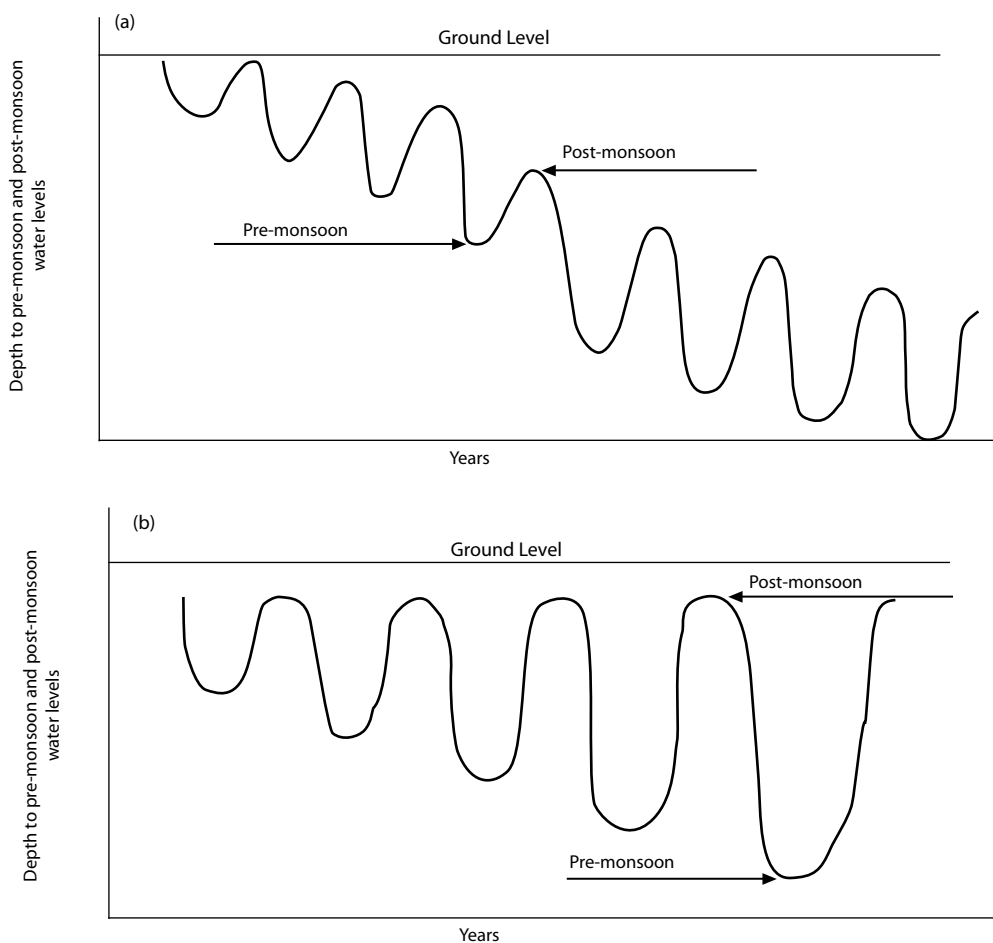 (a)
Ground Level
Post-monsoon
Pre-monsoon
Depth to pre-monsoon and post-monsoon
water levels
Years
(b)
Ground Level
Post-monsoon
Pre-monsoon
Depth to pre-monsoon and post-monsoon
water levels
Years